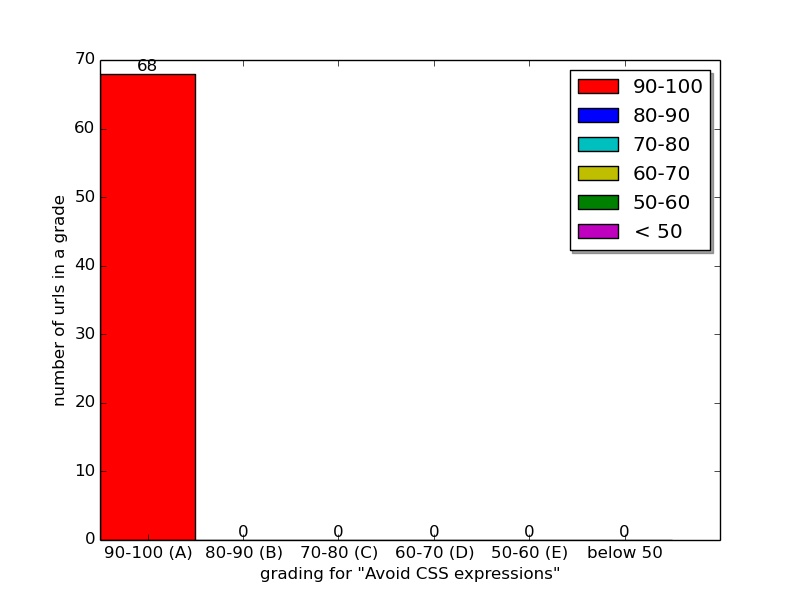 70
60
50
40
30
20
10
0
number of urls in a grade
68
0
0
0
0
0
90-100 (A)
80-90 (B)
70-80 (C)
60-70 (D)
50-60 (E)
below 50
grading for "Avoid CSS expressions"
90-100
80-90
70-80
60-70
50-60
< 50